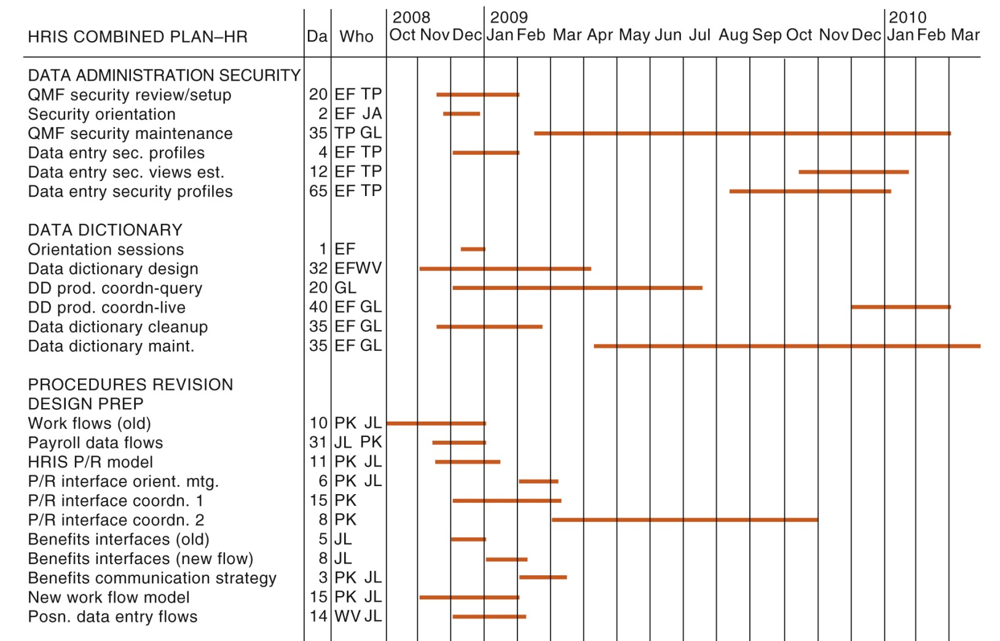 2008 2009 2010
HRIS COMBINED PLAN–HR Da Who Oct Nov Dec Jan Feb Mar Apr May Jun Jul Aug Sep Oct Nov Dec Jan Feb Mar
DATA ADMINISTRATION SECURITY
QMF security review/setup 20 EF TP
Security orientation 2 EF JA
QMF security maintenance 35 TP GL
Data entry sec. profiles 4 EF TP
Data entry sec. views est. 12 EF TP
Data entry security profiles 65 EF TP
DATA DICTIONARY
Orientation sessions 1 EF
Data dictionary design 32 EFWV
DD prod. coordn-query 20 GL
DD prod. coordn-live 40 EF GL
Data dictionary cleanup 35 EF GL
Data dictionary maint. 35 EF GL
PROCEDURES REVISION
DESIGN PREP
Work flows (old) 10 PK JL
Payroll data flows 31 JL PK
HRIS P/R model 11 PK JL
P/R interface orient. mtg. 6 PK JL
P/R interface coordn. 1 15 PK
P/R interface coordn. 2 8 PK
Benefits interfaces (old) 5 JL
Benefits interfaces (new flow) 8 JL
Benefits communication strategy 3 PK JL
New work flow model 15 PK JL
Posn. data entry flows 14 WV JL